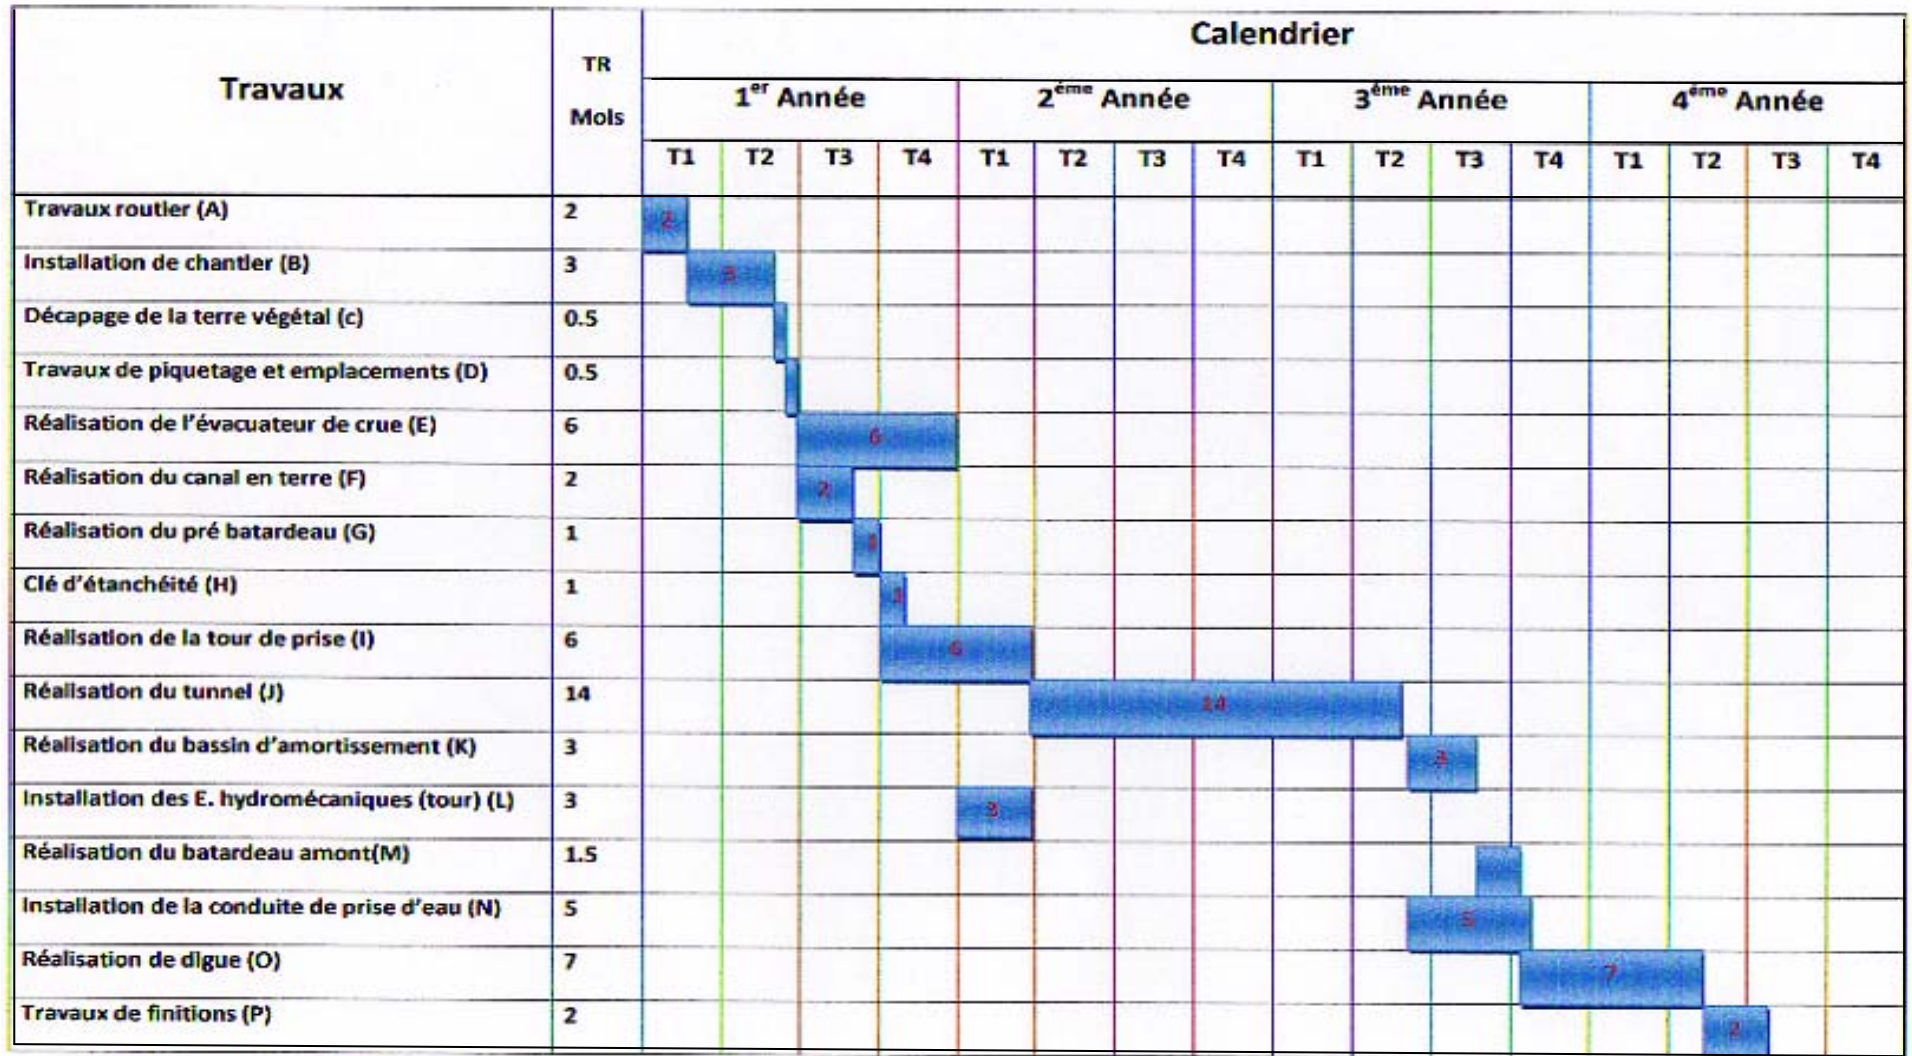 Calendrier
Travaux
TR
Mois
1er Année 2éme Année 3éme Année 4éme Année
T1 T2 T3 T4 T1 T2 T3 T4 T1 T2 T3 T4 T1 T2 T3 T4
Travaux routier (A) 2 2
Installation de chantier (B) 3 3
Décapage de la terre végétal (c) 0.5
Travaux de piquetage et emplacements (D) 0.5
Réalisation de l'évacuateur de crue (E) 6 6
Réalisation du canal en terre (F) 2 2
Réalisation du pré batardeau (G) 1 1
Clé d'étanchéité (H) 1 1
Réalisation de la tour de prise (I) 6 6
Réalisation du tunnel (J) 14 14
Réalisation du bassin d'amortissement (K) 3 3
Installation des E. hydromécaniques (tour) (L) 3 3
Réalisation du batardeau amont(M) 1.5
Installation de la conduite de prise d'eau (N) 5 5
Réalisation de digue (O) 7 7
Travaux de finitions (P) 2 2